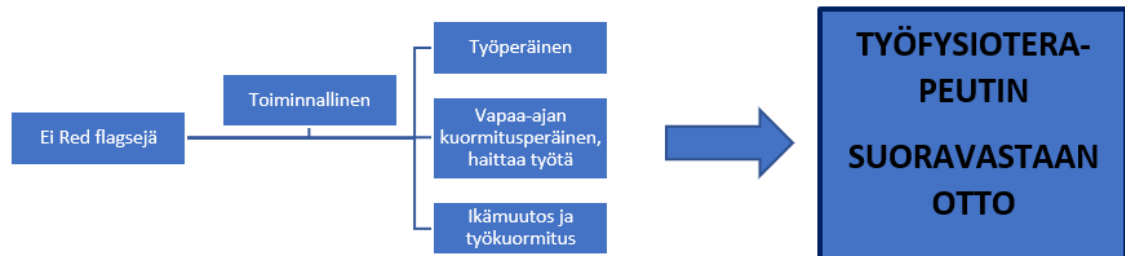 Ei Red flagsejä
Toiminnallinen
Työperäinen
Vapaa-ajan
kuormitusperäinen,
haittaa työtä
Ikämuutos ja
työkuormitus
TYÖFYSIOTERA-
PEUTIN
SUORAVASTAAN
OTTO